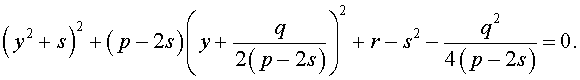 (y² + s)² + (p − 2s)(y + q/(2(p − 2s)))² + r − s² − q²/(4(p − 2s)) = 0.